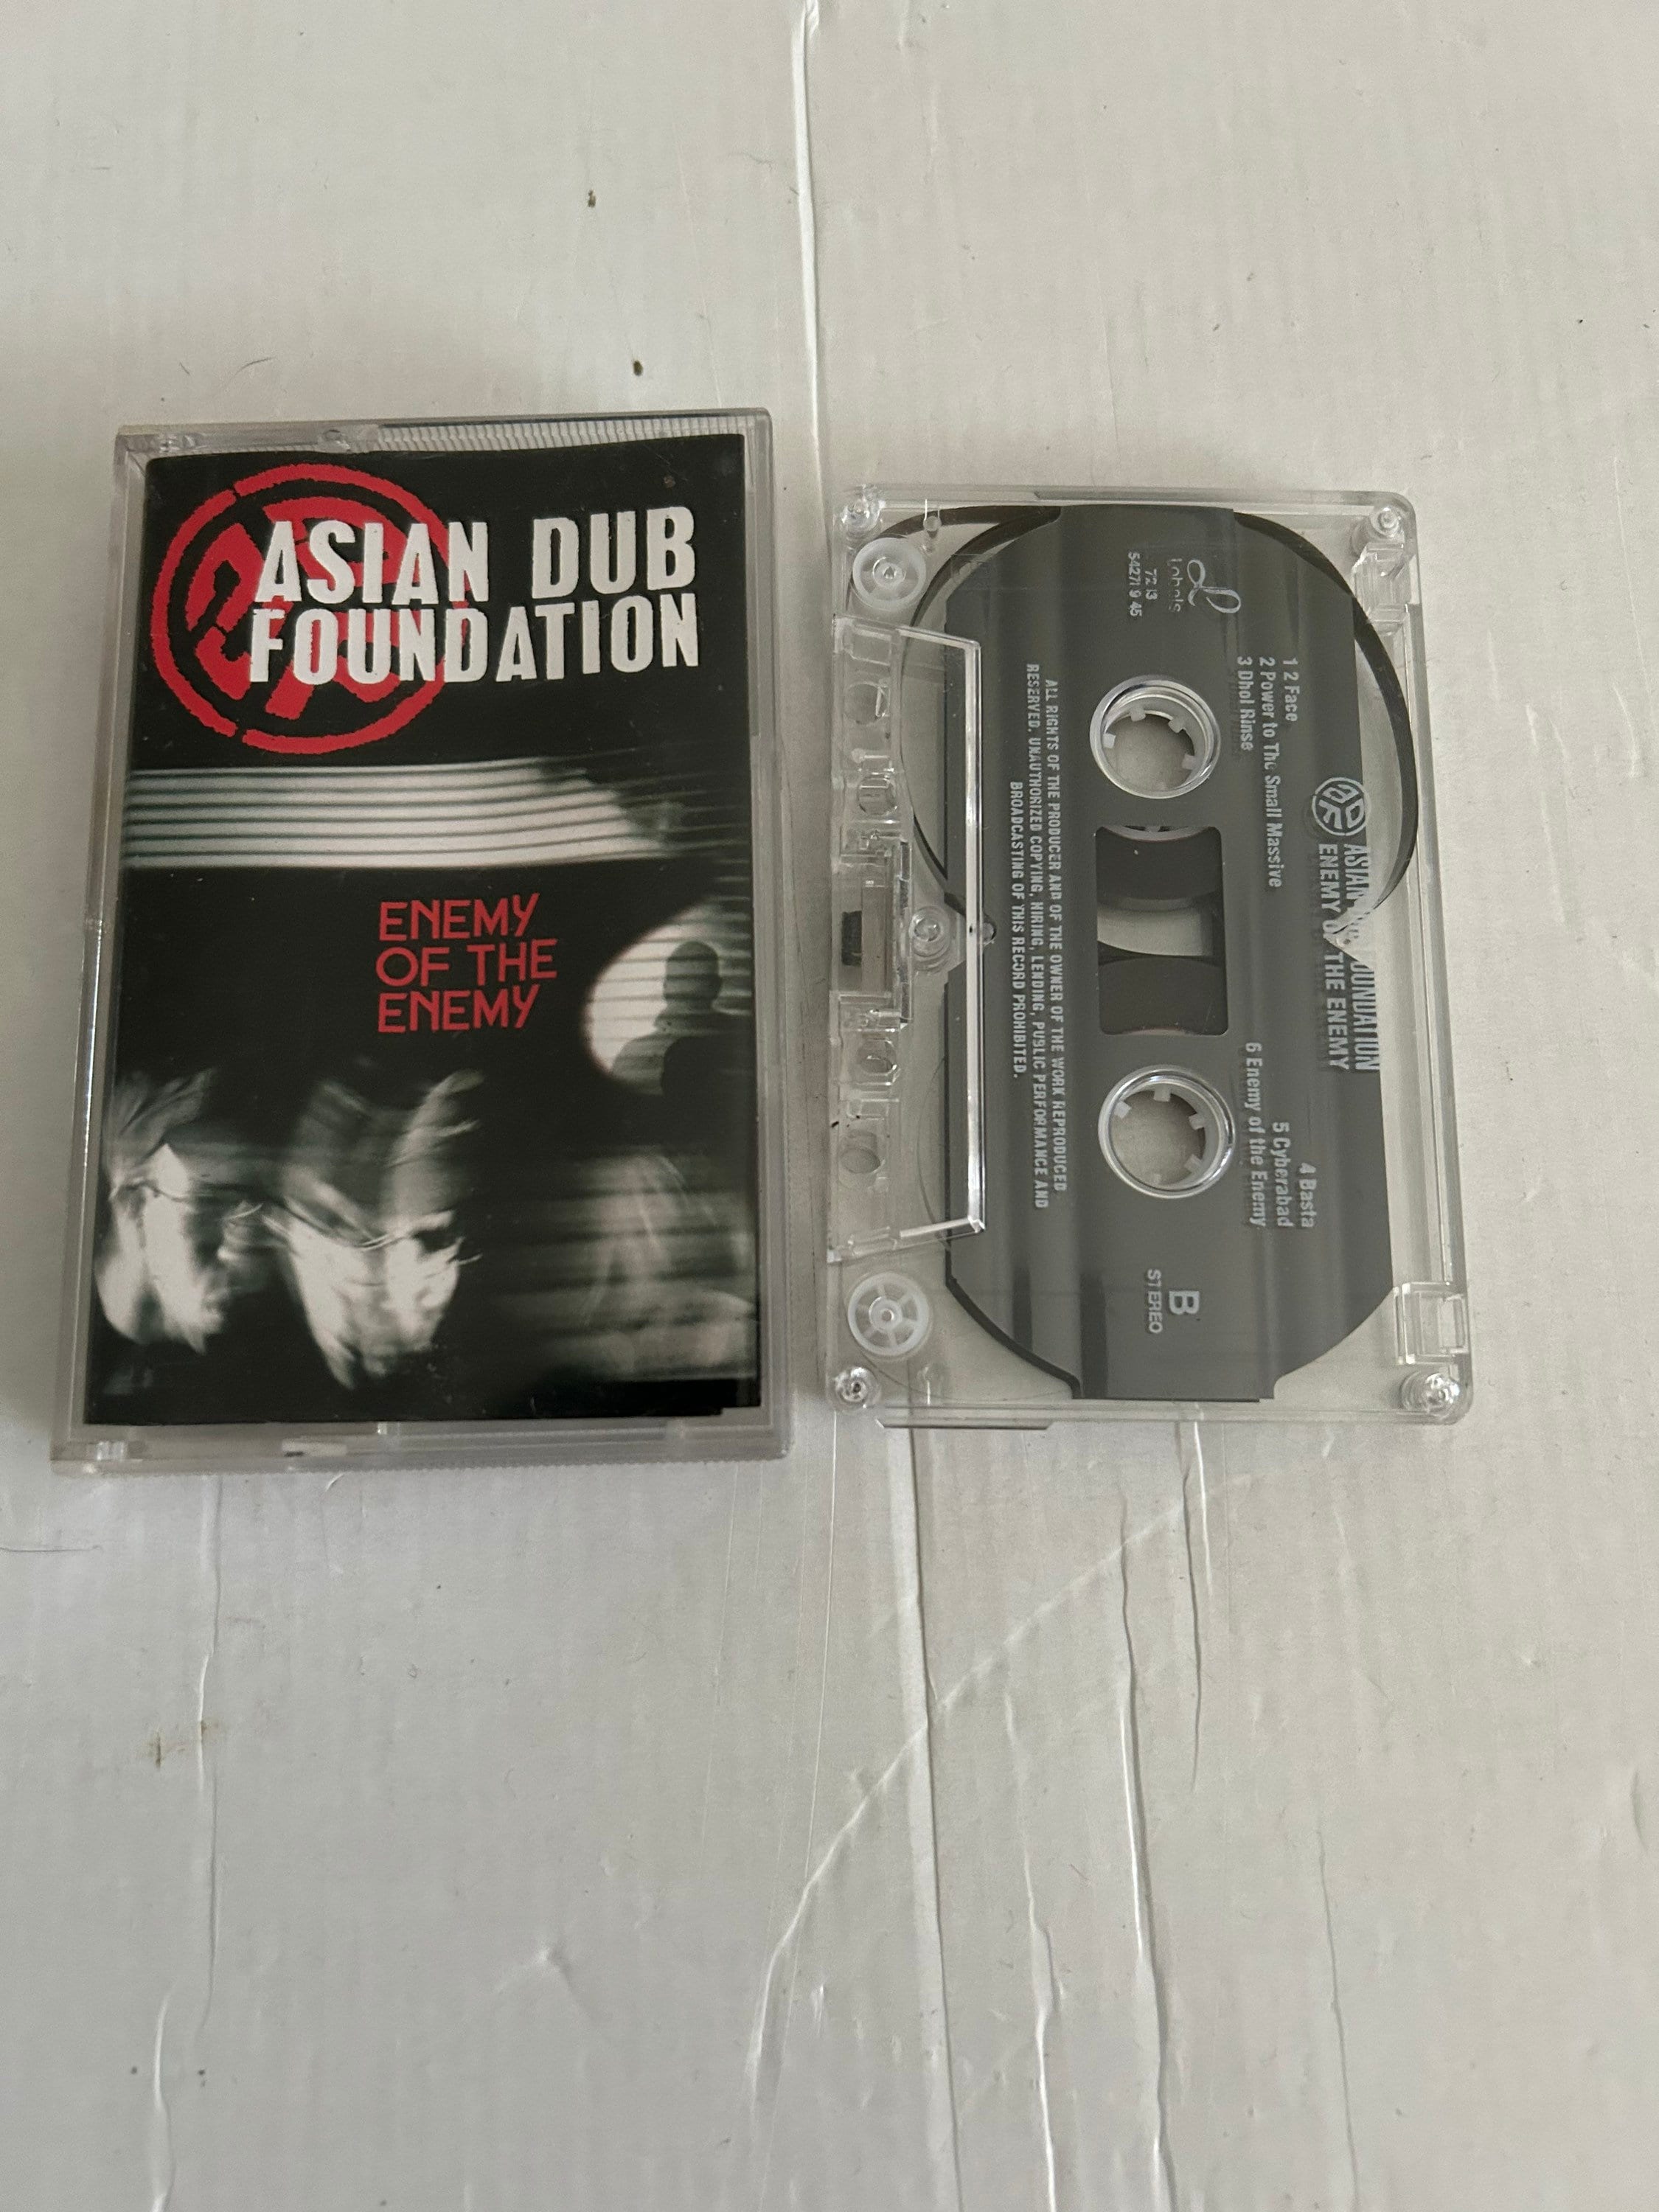 ASIAN DUB
FOUNDATION
ENEMY
OF THE
ENEMY
ASIAN DUB FOUNDATION
ENEMY OF THE ENEMY
1 2 Face
2 Power to The Small Massive
3 Dhol Rinse
4 Basta
5 Cyberabad
6 Enemy of the Enemy
Labels
72 13
54271 9 45
B
STEREO
ALL RIGHTS OF THE PRODUCER AND OF THE OWNER OF THE WORK REPRODUCED
RESERVED. UNAUTHORIZED COPYING, HIRING, LENDING, PUBLIC PERFORMANCE AND
BROADCASTING OF THIS RECORD PROHIBITED.